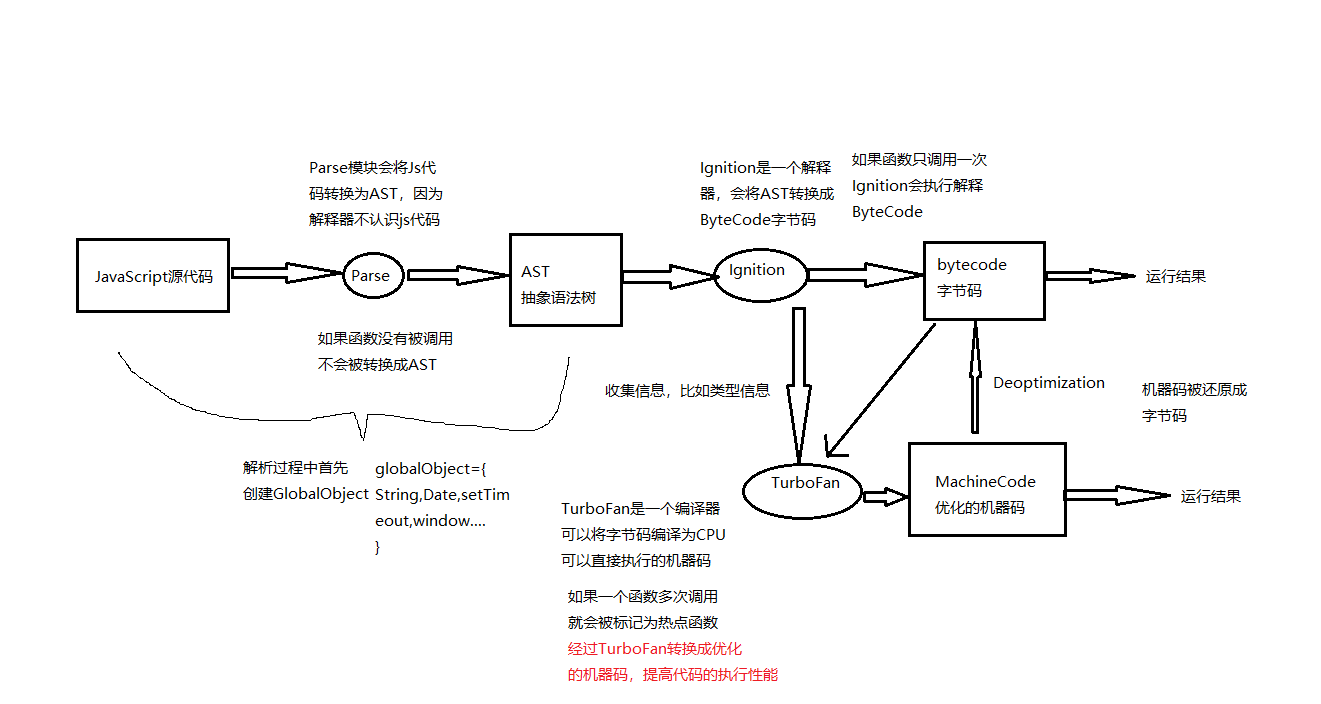 Parse模块会将Js代
码转换为AST，因为
解释器不认识js代码
Ignition是一个解释
器，会将AST转换成
ByteCode字节码
如果函数只调用一次
Ignition会执行解释
ByteCode
JavaScript源代码
Parse
AST
抽象语法树
Ignition
bytecode
字节码
运行结果
如果函数没有被调用
不会被转换成AST
收集信息，比如类型信息
Deoptimization
机器码被还原成
字节码
解析过程中首先
创建GlobalObject
globalObject={
String,Date,setTim
eout,window....
}
TurboFan
MachineCode
优化的机器码
运行结果
TurboFan是一个编译器
可以将字节码编译为CPU
可以直接执行的机器码
如果一个函数多次调用
就会被标记为热点函数
经过TurboFan转换成优化
的机器码，提高代码的执行性能